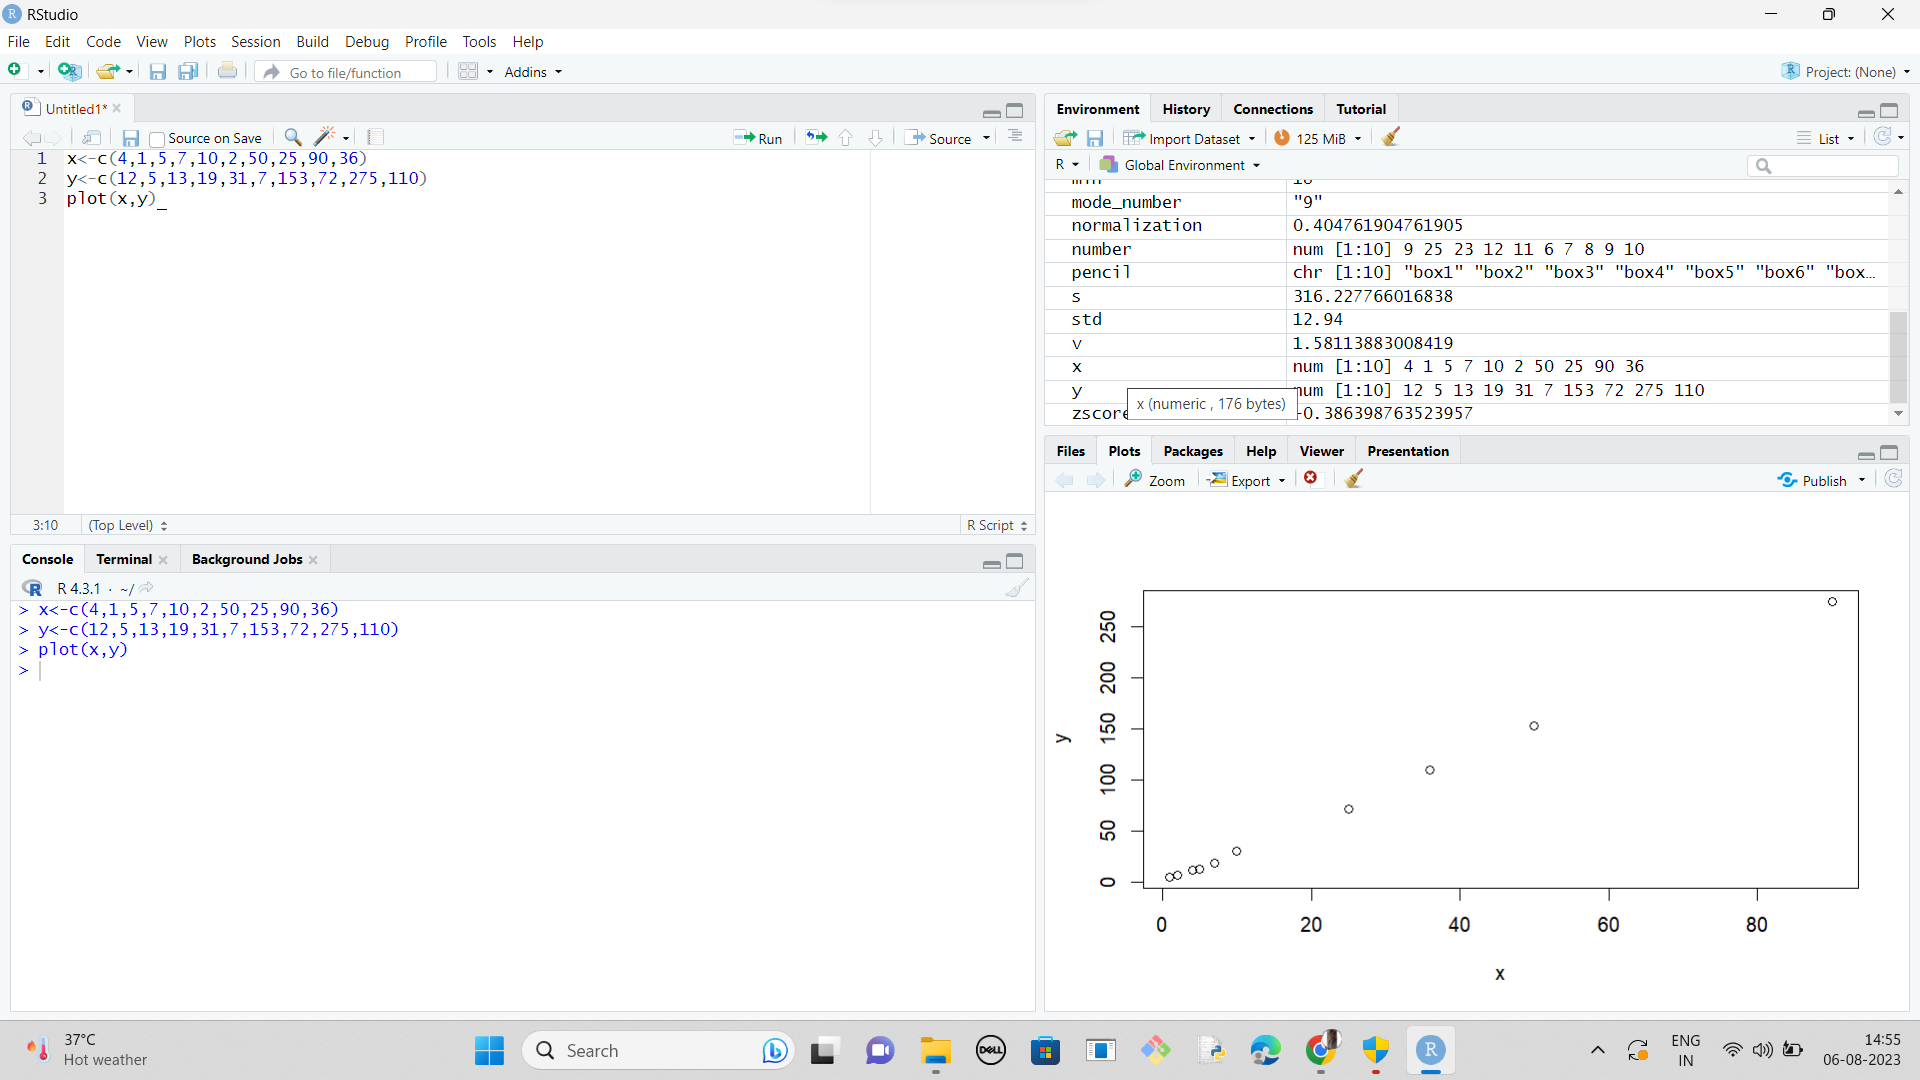 RStudio
File Edit Code View Plots Session Build Debug Profile Tools Help
Go to file/function Addins Project: (None)
Untitled1*
Source on Save Run Source
1 x<-c(4,1,5,7,10,2,50,25,90,36)
2 y<-c(12,5,13,19,31,7,153,72,275,110)
3 plot(x,y)
3:10 (Top Level) R Script
Console Terminal Background Jobs
R 4.3.1 · ~/
> x<-c(4,1,5,7,10,2,50,25,90,36)
> y<-c(12,5,13,19,31,7,153,72,275,110)
> plot(x,y)
>
Environment History Connections Tutorial
Import Dataset 125 MiB List
R Global Environment
mode_number "9"
normalization 0.404761904761905
number num [1:10] 9 25 23 12 11 6 7 8 9 10
pencil chr [1:10] "box1" "box2" "box3" "box4" "box5" "box6" "box…
s 316.227766016838
std 12.94
v 1.58113883008419
x num [1:10] 4 1 5 7 10 2 50 25 90 36
y num [1:10] 12 5 13 19 31 7 153 72 275 110
x (numeric , 176 bytes)
zscore -0.386398763523957
Files Plots Packages Help Viewer Presentation
Zoom Export Publish
250
200
150
100
50
0
y
0 20 40 60 80
x
37°C
Hot weather
Search
DELL
R
ENG
IN
14:55
06-08-2023